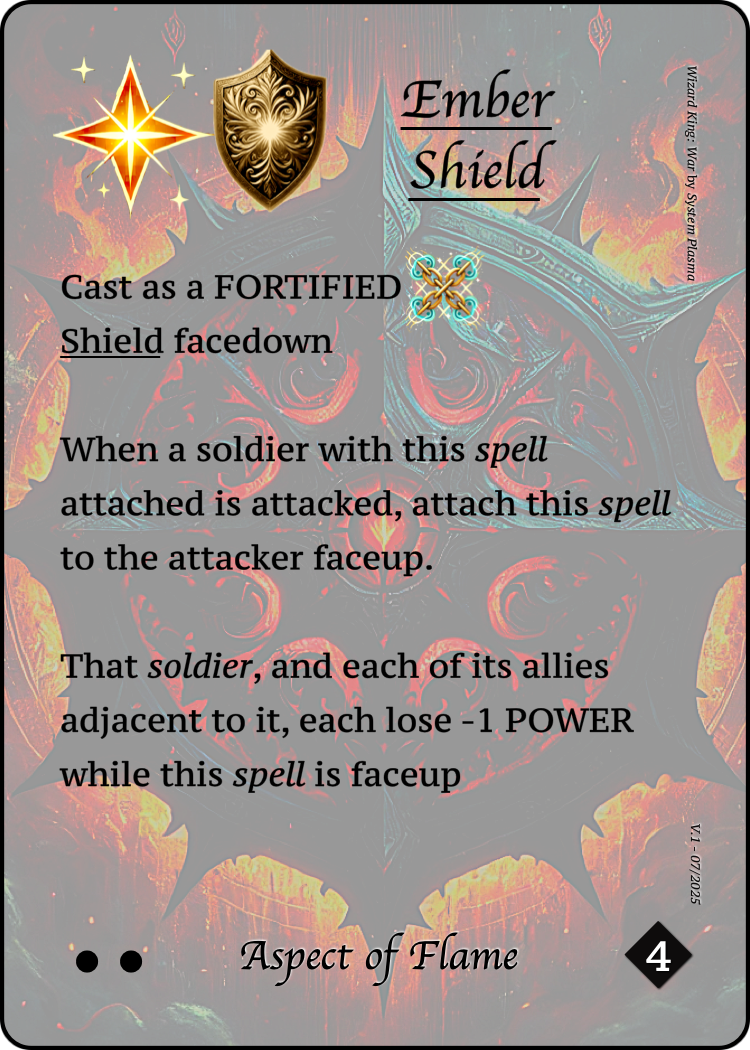 Ember
Shield
Wizard King: War by System Plasma
Cast as a FORTIFIED
Shield facedown
When a soldier with this spell
attached is attacked, attach this spell
to the attacker faceup.
That soldier, and each of its allies
adjacent to it, each lose -1 POWER
while this spell is faceup
V.1 - 07/2025
Aspect of Flame
4